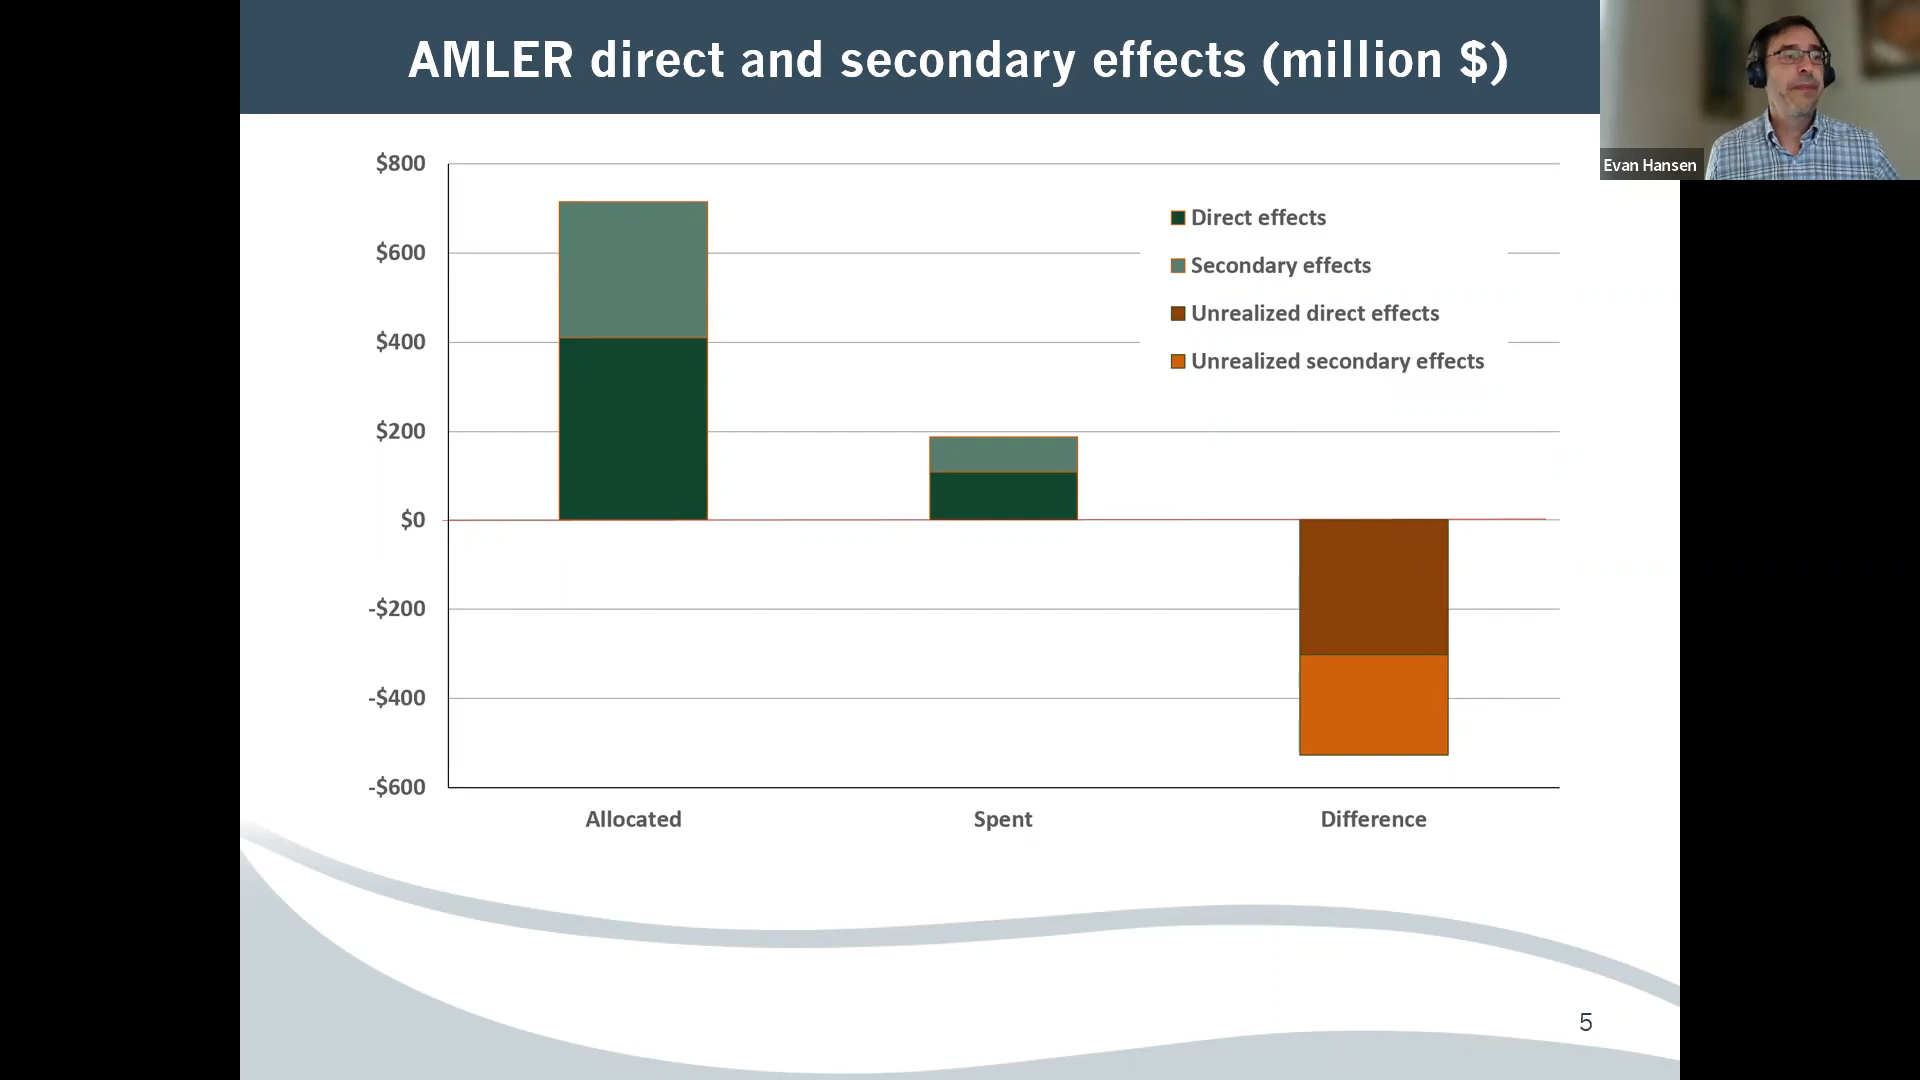 AMLER direct and secondary effects (million $)
Evan Hansen
$800
$600
$400
$200
$0
-$200
-$400
-$600
Direct effects
Secondary effects
Unrealized direct effects
Unrealized secondary effects
Allocated
Spent
Difference
5